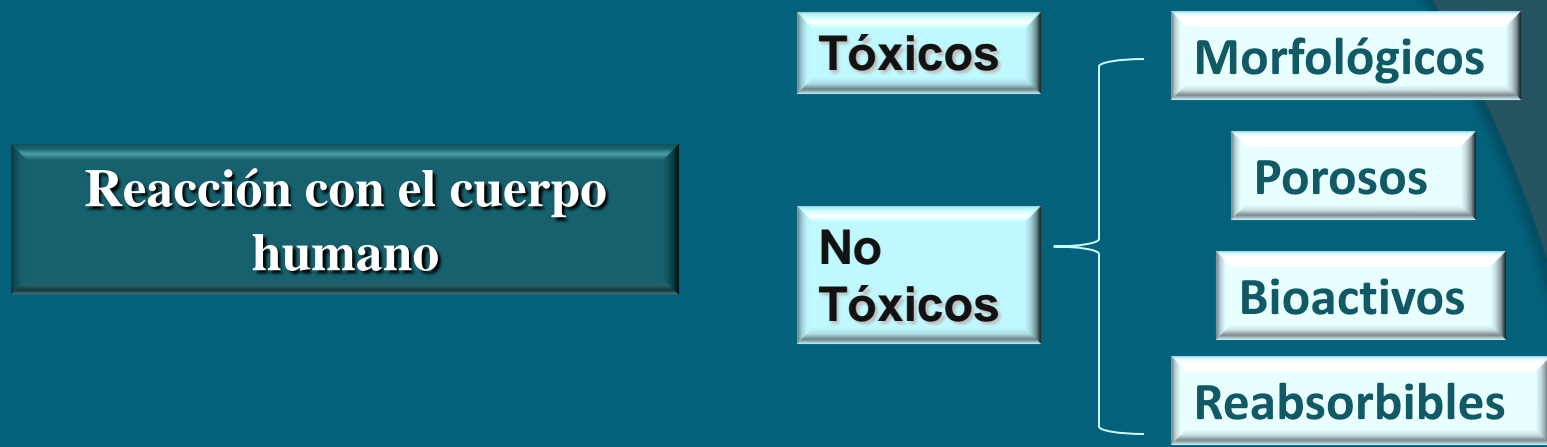 Reacción con el cuerpo
humano
Tóxicos
No
Tóxicos
Morfológicos
Porosos
Bioactivos
Reabsorbibles